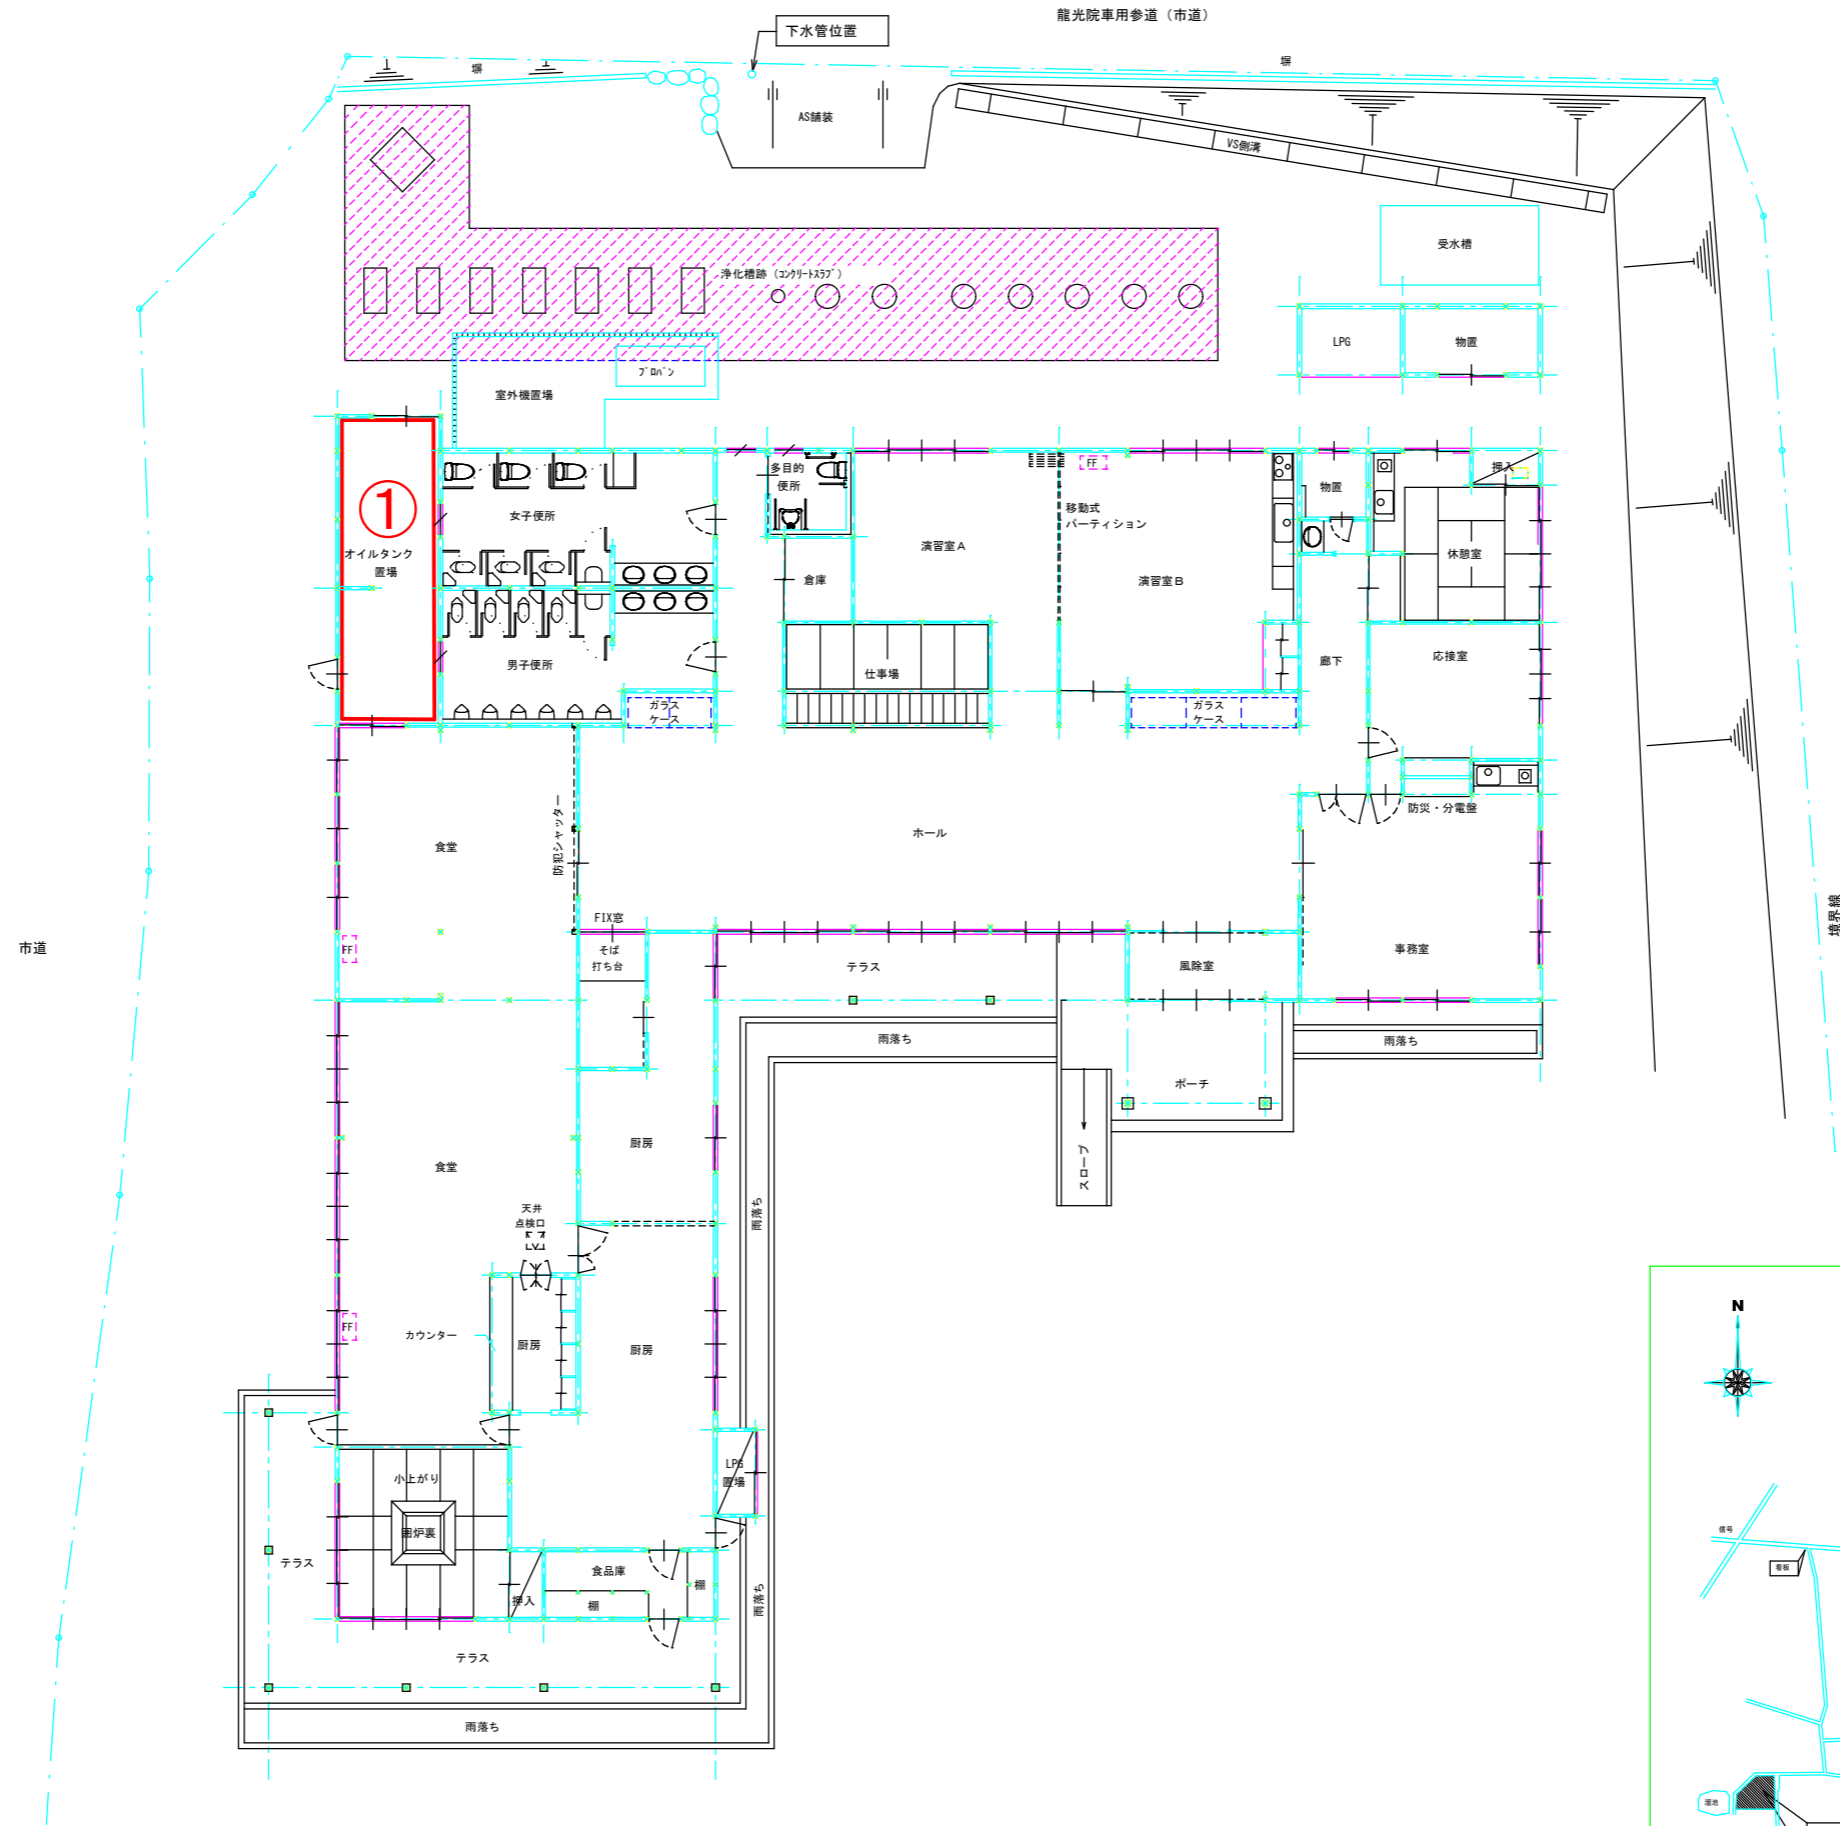 龍光院車用参道（市道）
下水管位置
塀
塀
AS舗装
VS側溝
受水槽
浄化槽跡（ｺﾝｸﾘｰﾄｽﾗﾌﾞ）
LPG
物置
ﾌﾟﾛﾊﾟﾝ
室外機置場
①
オイルタンク
置場
女子便所
男子便所
多目的
便所
倉庫
演習室Ａ
FF
移動式
パーティション
演習室Ｂ
物置
押入
休憩室
仕事場
廊下
応接室
ガラス
ケース
ガラス
ケース
防犯シャッター
食堂
ホール
防災・分電盤
FIX窓
そば
打ち台
FF
テラス
風除室
事務室
市道
境界線
雨落ち
雨落ち
ポーチ
スロープ
厨房
食堂
雨落ち
天井
点検口
FF
カウンター
厨房
厨房
N
LPG
置場
小上がり
囲炉裏
テラス
食品庫
棚
棚
押入
雨落ち
テラス
雨落ち
信号
看板
溜池